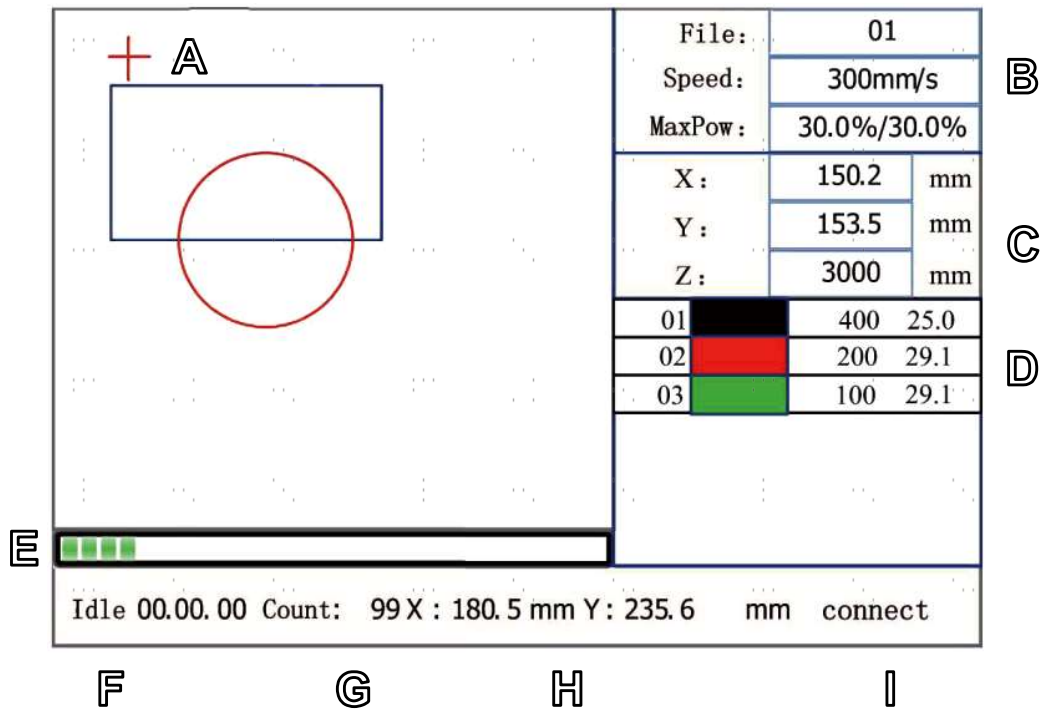 A
File: 01
B
Speed: 300mm/s
MaxPow: 30.0%/30.0%
X: 150.2 mm
Y: 153.5 mm
C
Z: 3000 mm
01 400 25.0
02 200 29.1
D
03 100 29.1
E
Idle 00.00.00 Count: 99 X : 180.5 mm Y : 235.6 mm connect
F G H I